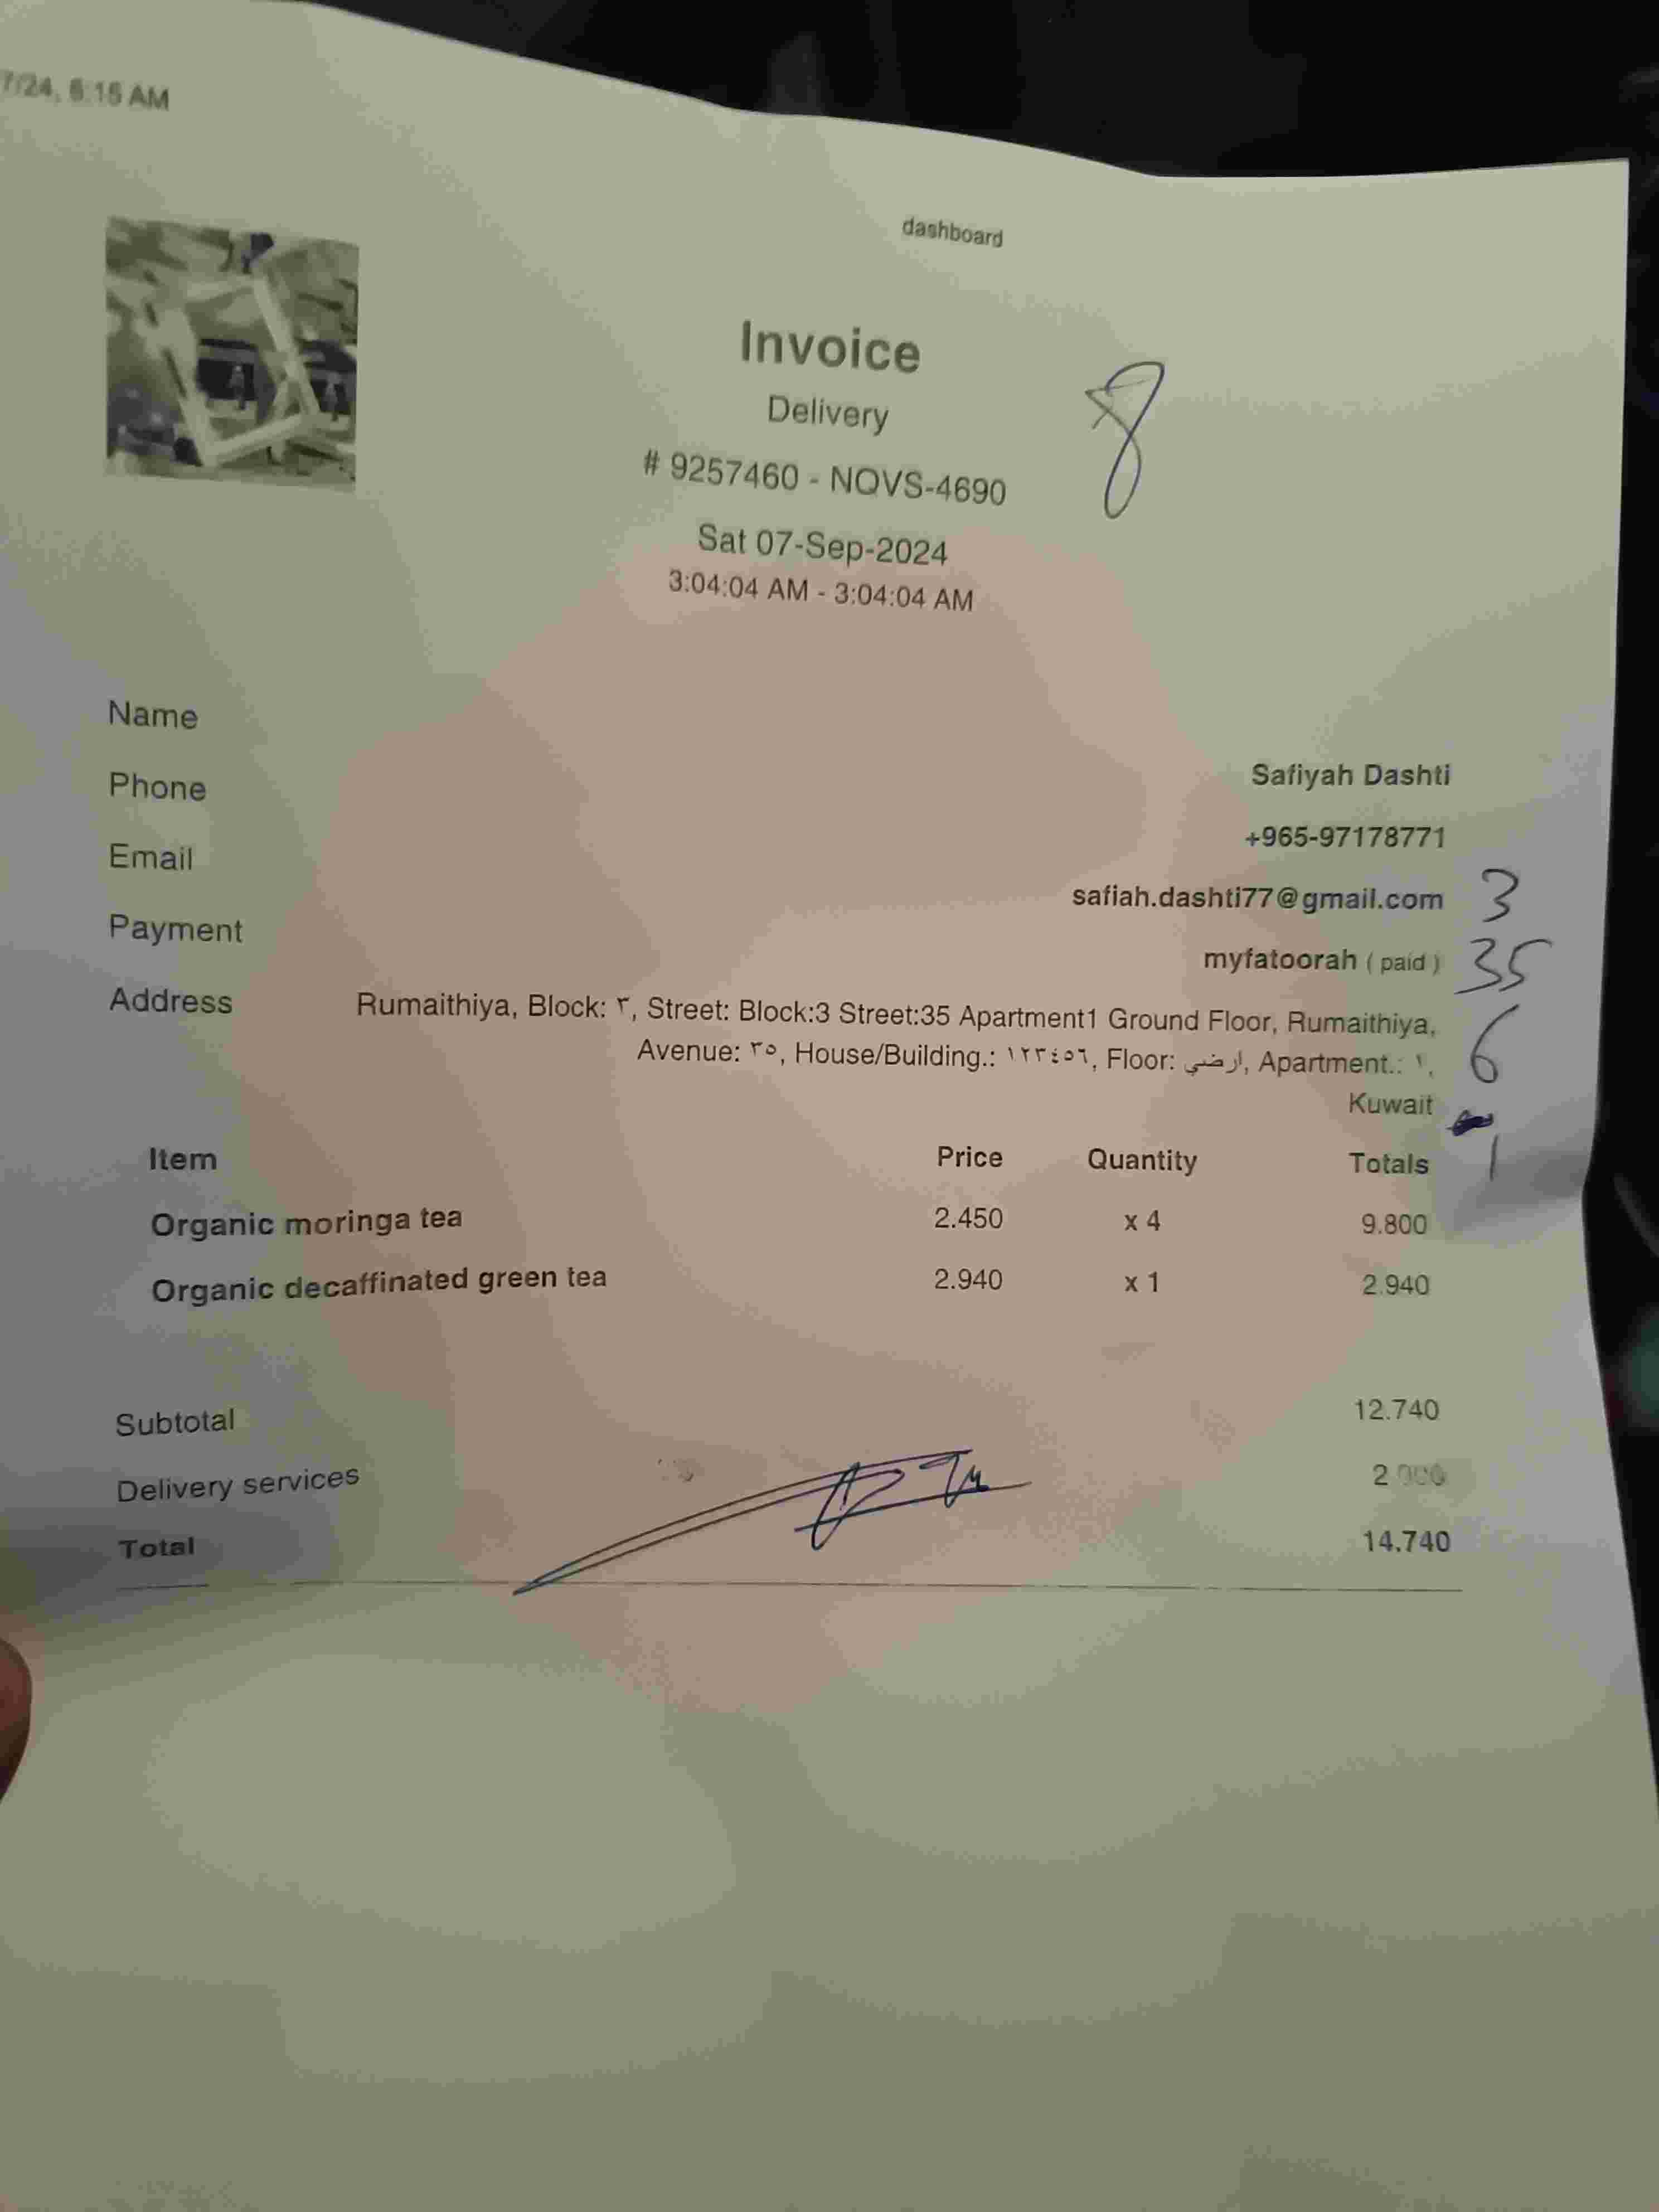 7/24, 6:15 AM
dashboard
Invoice
Delivery
8
# 9257460 - NQVS-4690
Sat 07-Sep-2024
3:04:04 AM - 3:04:04 AM
Name
Safiyah Dashti
Phone
+965-97178771
Email
safiah.dashti77@gmail.com
3
Payment
myfatoorah ( paid )
35
Address
Rumaithiya, Block: ٣, Street: Block:3 Street:35 Apartment1 Ground Floor, Rumaithiya,
Avenue: ٣٥, House/Building.: ١٢٣٤٥٦, Floor: ارضي, Apartment.: ١,
6
Kuwait
Item Price Quantity Totals
1
Organic moringa tea 2.450 x 4 9.800
Organic decaffinated green tea 2.940 x 1 2.940
Subtotal 12.740
Delivery services 2.000
Total 14.740